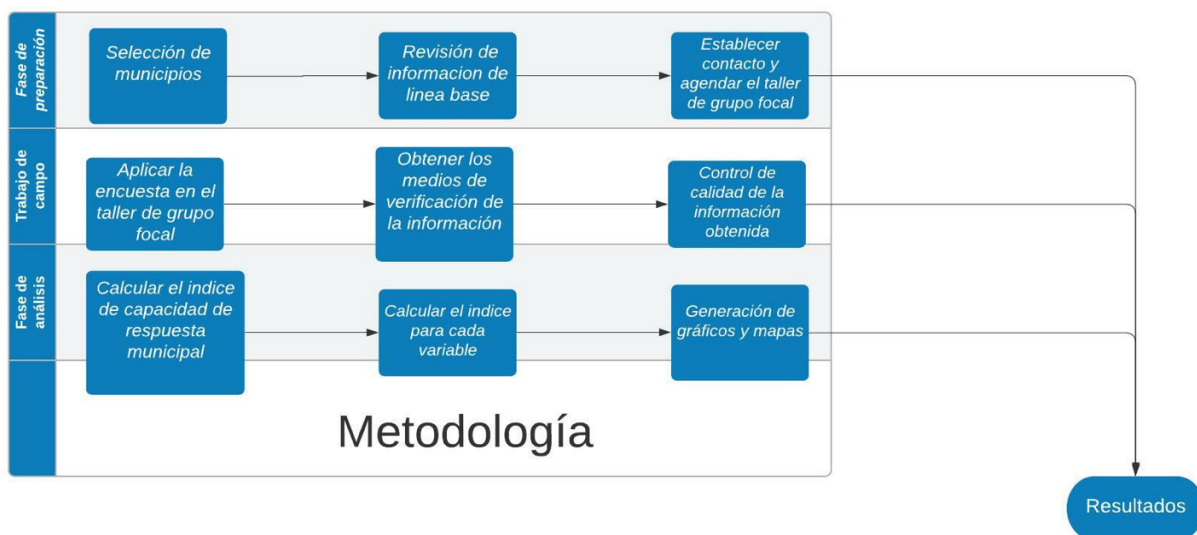 Fase de
preparación
Selección de
municipios
Revisión de
informacion de
linea base
Establecer
contacto y
agendar el taller
de grupo focal
Trabajo de
campo
Aplicar la
encuesta en el
taller de grupo
focal
Obtener los
medios de
verificación de
la información
Control de
calidad de la
información
obtenida
Fase de
análisis
Calcular el indice
de capacidad de
respuesta
municipal
Calcular el indice
para cada
variable
Generación de
gráficos y mapas
Metodología
Resultados